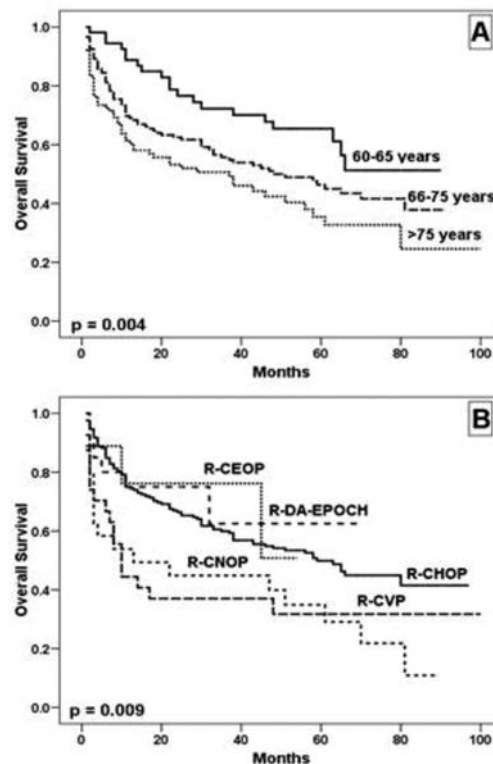 A
1.0
0.8
0.6
0.4
0.2
0.0
Overall Survival
60-65 years
66-75 years
>75 years
p = 0.004
0 20 40 60 80 100
Months
B
1.0
0.8
0.6
0.4
0.2
0.0
Overall Survival
R-CEOP
R-DA-EPOCH
R-CHOP
R-CNOP
R-CVP
p = 0.009
0 20 40 60 80 100
Months